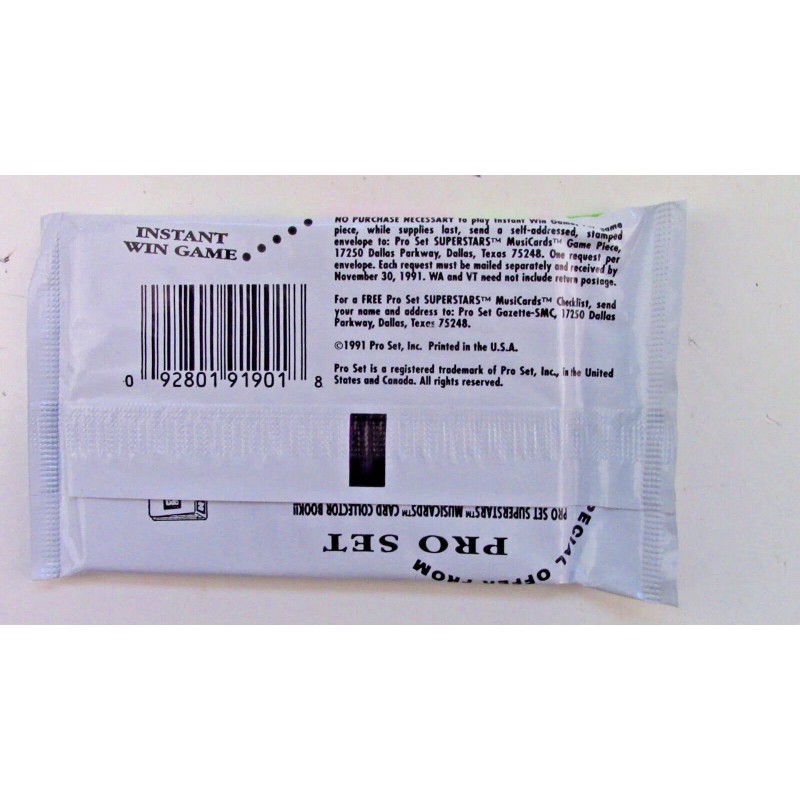 INSTANT
WIN GAME
NO PURCHASE NECESSARY to play Instant Win Game. game
piece, while supplies last, send a self-addressed, stamped
envelope to: Pro Set SUPERSTARS™ MusiCards™ Game Piece,
17250 Dallas Parkway, Dallas, Texas 75248. One request per
envelope. Each request must be mailed separately and received by
November 30, 1991. WA and VT need not include return postage.
For a FREE Pro Set SUPERSTARS™ MusiCards™ Checklist, send
your name and address to: Pro Set Gazette-SMC, 17250 Dallas
Parkway, Dallas, Texas 75248.
©1991 Pro Set, Inc. Printed in the U.S.A.
Pro Set is a registered trademark of Pro Set, Inc., in the United
States and Canada. All rights reserved.
0 92801 91901 8
SPECIAL OFFER FROM
PRO SET
PRO SET SUPERSTARS™ MUSICARDS™ CARD COLLECTOR BOOK!!